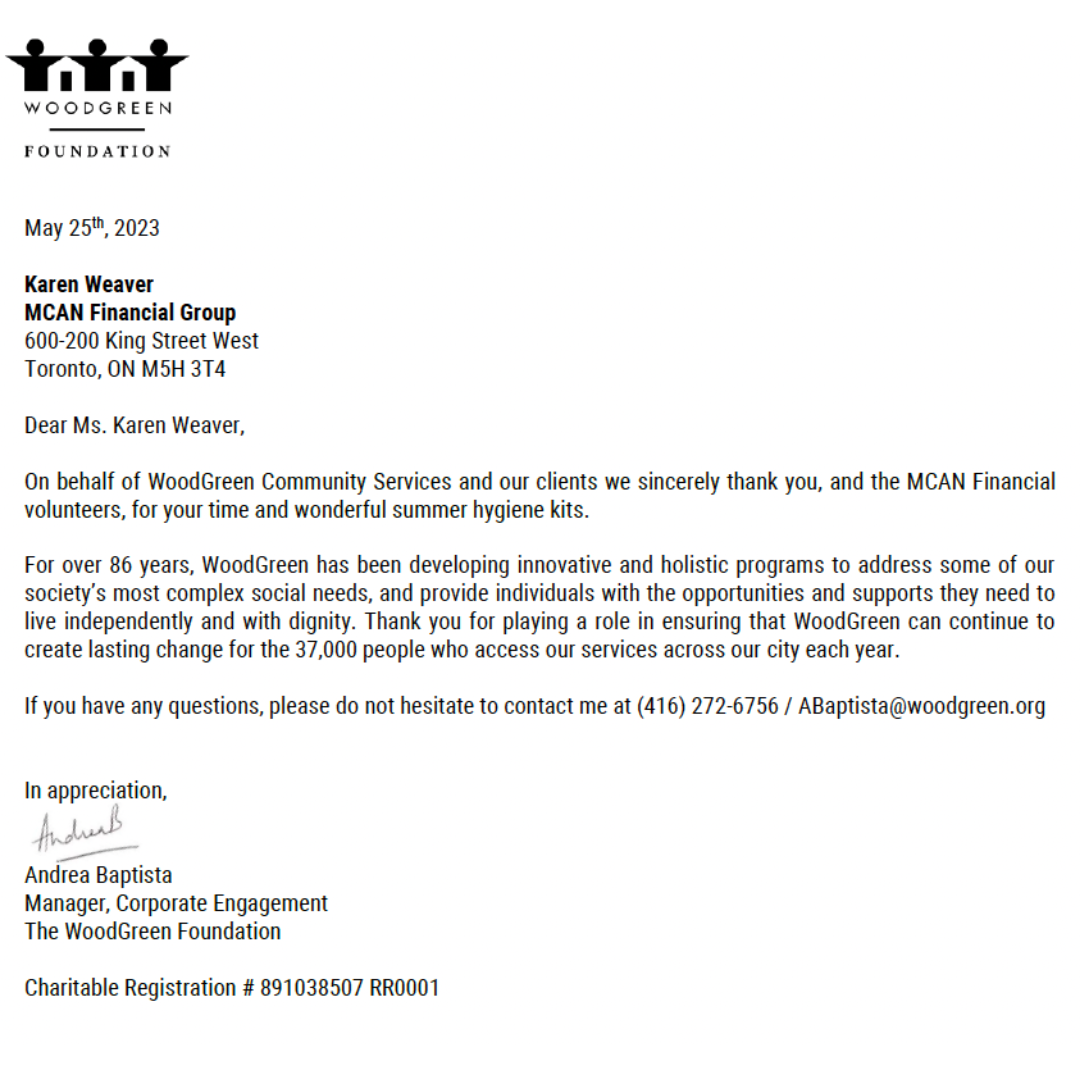 WOODGREEN
FOUNDATION
May 25th, 2023
Karen Weaver
MCAN Financial Group
600-200 King Street West
Toronto, ON M5H 3T4
Dear Ms. Karen Weaver,
On behalf of WoodGreen Community Services and our clients we sincerely thank you, and the MCAN Financial
volunteers, for your time and wonderful summer hygiene kits.
For over 86 years, WoodGreen has been developing innovative and holistic programs to address some of our
society’s most complex social needs, and provide individuals with the opportunities and supports they need to
live independently and with dignity. Thank you for playing a role in ensuring that WoodGreen can continue to
create lasting change for the 37,000 people who access our services across our city each year.
If you have any questions, please do not hesitate to contact me at (416) 272-6756 / ABaptista@woodgreen.org
In appreciation,
AndreaB
Andrea Baptista
Manager, Corporate Engagement
The WoodGreen Foundation
Charitable Registration # 891038507 RR0001